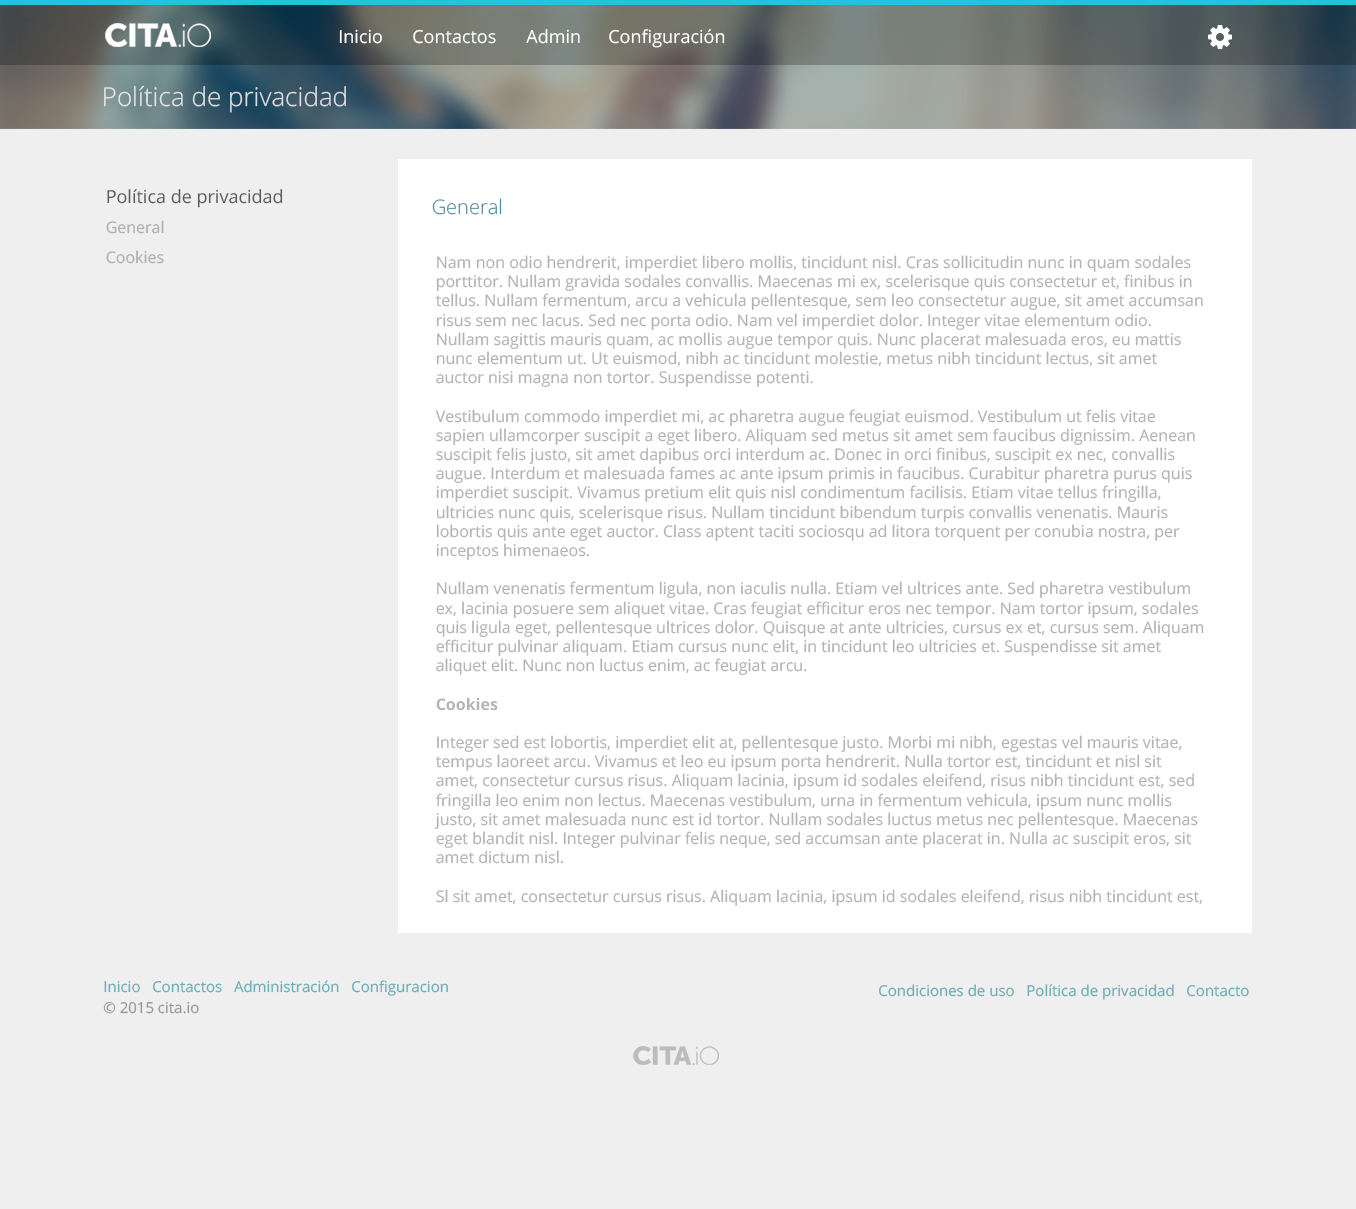 CITA.iO
Inicio Contactos Admin Configuración
Política de privacidad
Política de privacidad
General
Cookies
General
Nam non odio hendrerit, imperdiet libero mollis, tincidunt nisl. Cras sollicitudin nunc in quam sodales
porttitor. Nullam gravida sodales convallis. Maecenas mi ex, scelerisque quis consectetur et, finibus in
tellus. Nullam fermentum, arcu a vehicula pellentesque, sem leo consectetur augue, sit amet accumsan
risus sem nec lacus. Sed nec porta odio. Nam vel imperdiet dolor. Integer vitae elementum odio.
Nullam sagittis mauris quam, ac mollis augue tempor quis. Nunc placerat malesuada eros, eu mattis
nunc elementum ut. Ut euismod, nibh ac tincidunt molestie, metus nibh tincidunt lectus, sit amet
auctor nisi magna non tortor. Suspendisse potenti.
Vestibulum commodo imperdiet mi, ac pharetra augue feugiat euismod. Vestibulum ut felis vitae
sapien ullamcorper suscipit a eget libero. Aliquam sed metus sit amet sem faucibus dignissim. Aenean
suscipit felis justo, sit amet dapibus orci interdum ac. Donec in orci finibus, suscipit ex nec, convallis
augue. Interdum et malesuada fames ac ante ipsum primis in faucibus. Curabitur pharetra purus quis
imperdiet suscipit. Vivamus pretium elit quis nisl condimentum facilisis. Etiam vitae tellus fringilla,
ultricies nunc quis, scelerisque risus. Nullam tincidunt bibendum turpis convallis venenatis. Mauris
lobortis quis ante eget auctor. Class aptent taciti sociosqu ad litora torquent per conubia nostra, per
inceptos himenaeos.
Nullam venenatis fermentum ligula, non iaculis nulla. Etiam vel ultrices ante. Sed pharetra vestibulum
ex, lacinia posuere sem aliquet vitae. Cras feugiat efficitur eros nec tempor. Nam tortor ipsum, sodales
quis ligula eget, pellentesque ultrices dolor. Quisque at ante ultricies, cursus ex et, cursus sem. Aliquam
efficitur pulvinar aliquam. Etiam cursus nunc elit, in tincidunt leo ultricies et. Suspendisse sit amet
aliquet elit. Nunc non luctus enim, ac feugiat arcu.
Cookies
Integer sed est lobortis, imperdiet elit at, pellentesque justo. Morbi mi nibh, egestas vel mauris vitae,
tempus laoreet arcu. Vivamus et leo eu ipsum porta hendrerit. Nulla tortor est, tincidunt et nisl sit
amet, consectetur cursus risus. Aliquam lacinia, ipsum id sodales eleifend, risus nibh tincidunt est, sed
fringilla leo enim non lectus. Maecenas vestibulum, urna in fermentum vehicula, ipsum nunc mollis
justo, sit amet malesuada nunc est id tortor. Nullam sodales luctus metus nec pellentesque. Maecenas
eget blandit nisl. Integer pulvinar felis neque, sed accumsan ante placerat in. Nulla ac suscipit eros, sit
amet dictum nisl.
Sl sit amet, consectetur cursus risus. Aliquam lacinia, ipsum id sodales eleifend, risus nibh tincidunt est,
Inicio Contactos Administración Configuracion
© 2015 cita.io
Condiciones de uso Política de privacidad Contacto
CITA.iO